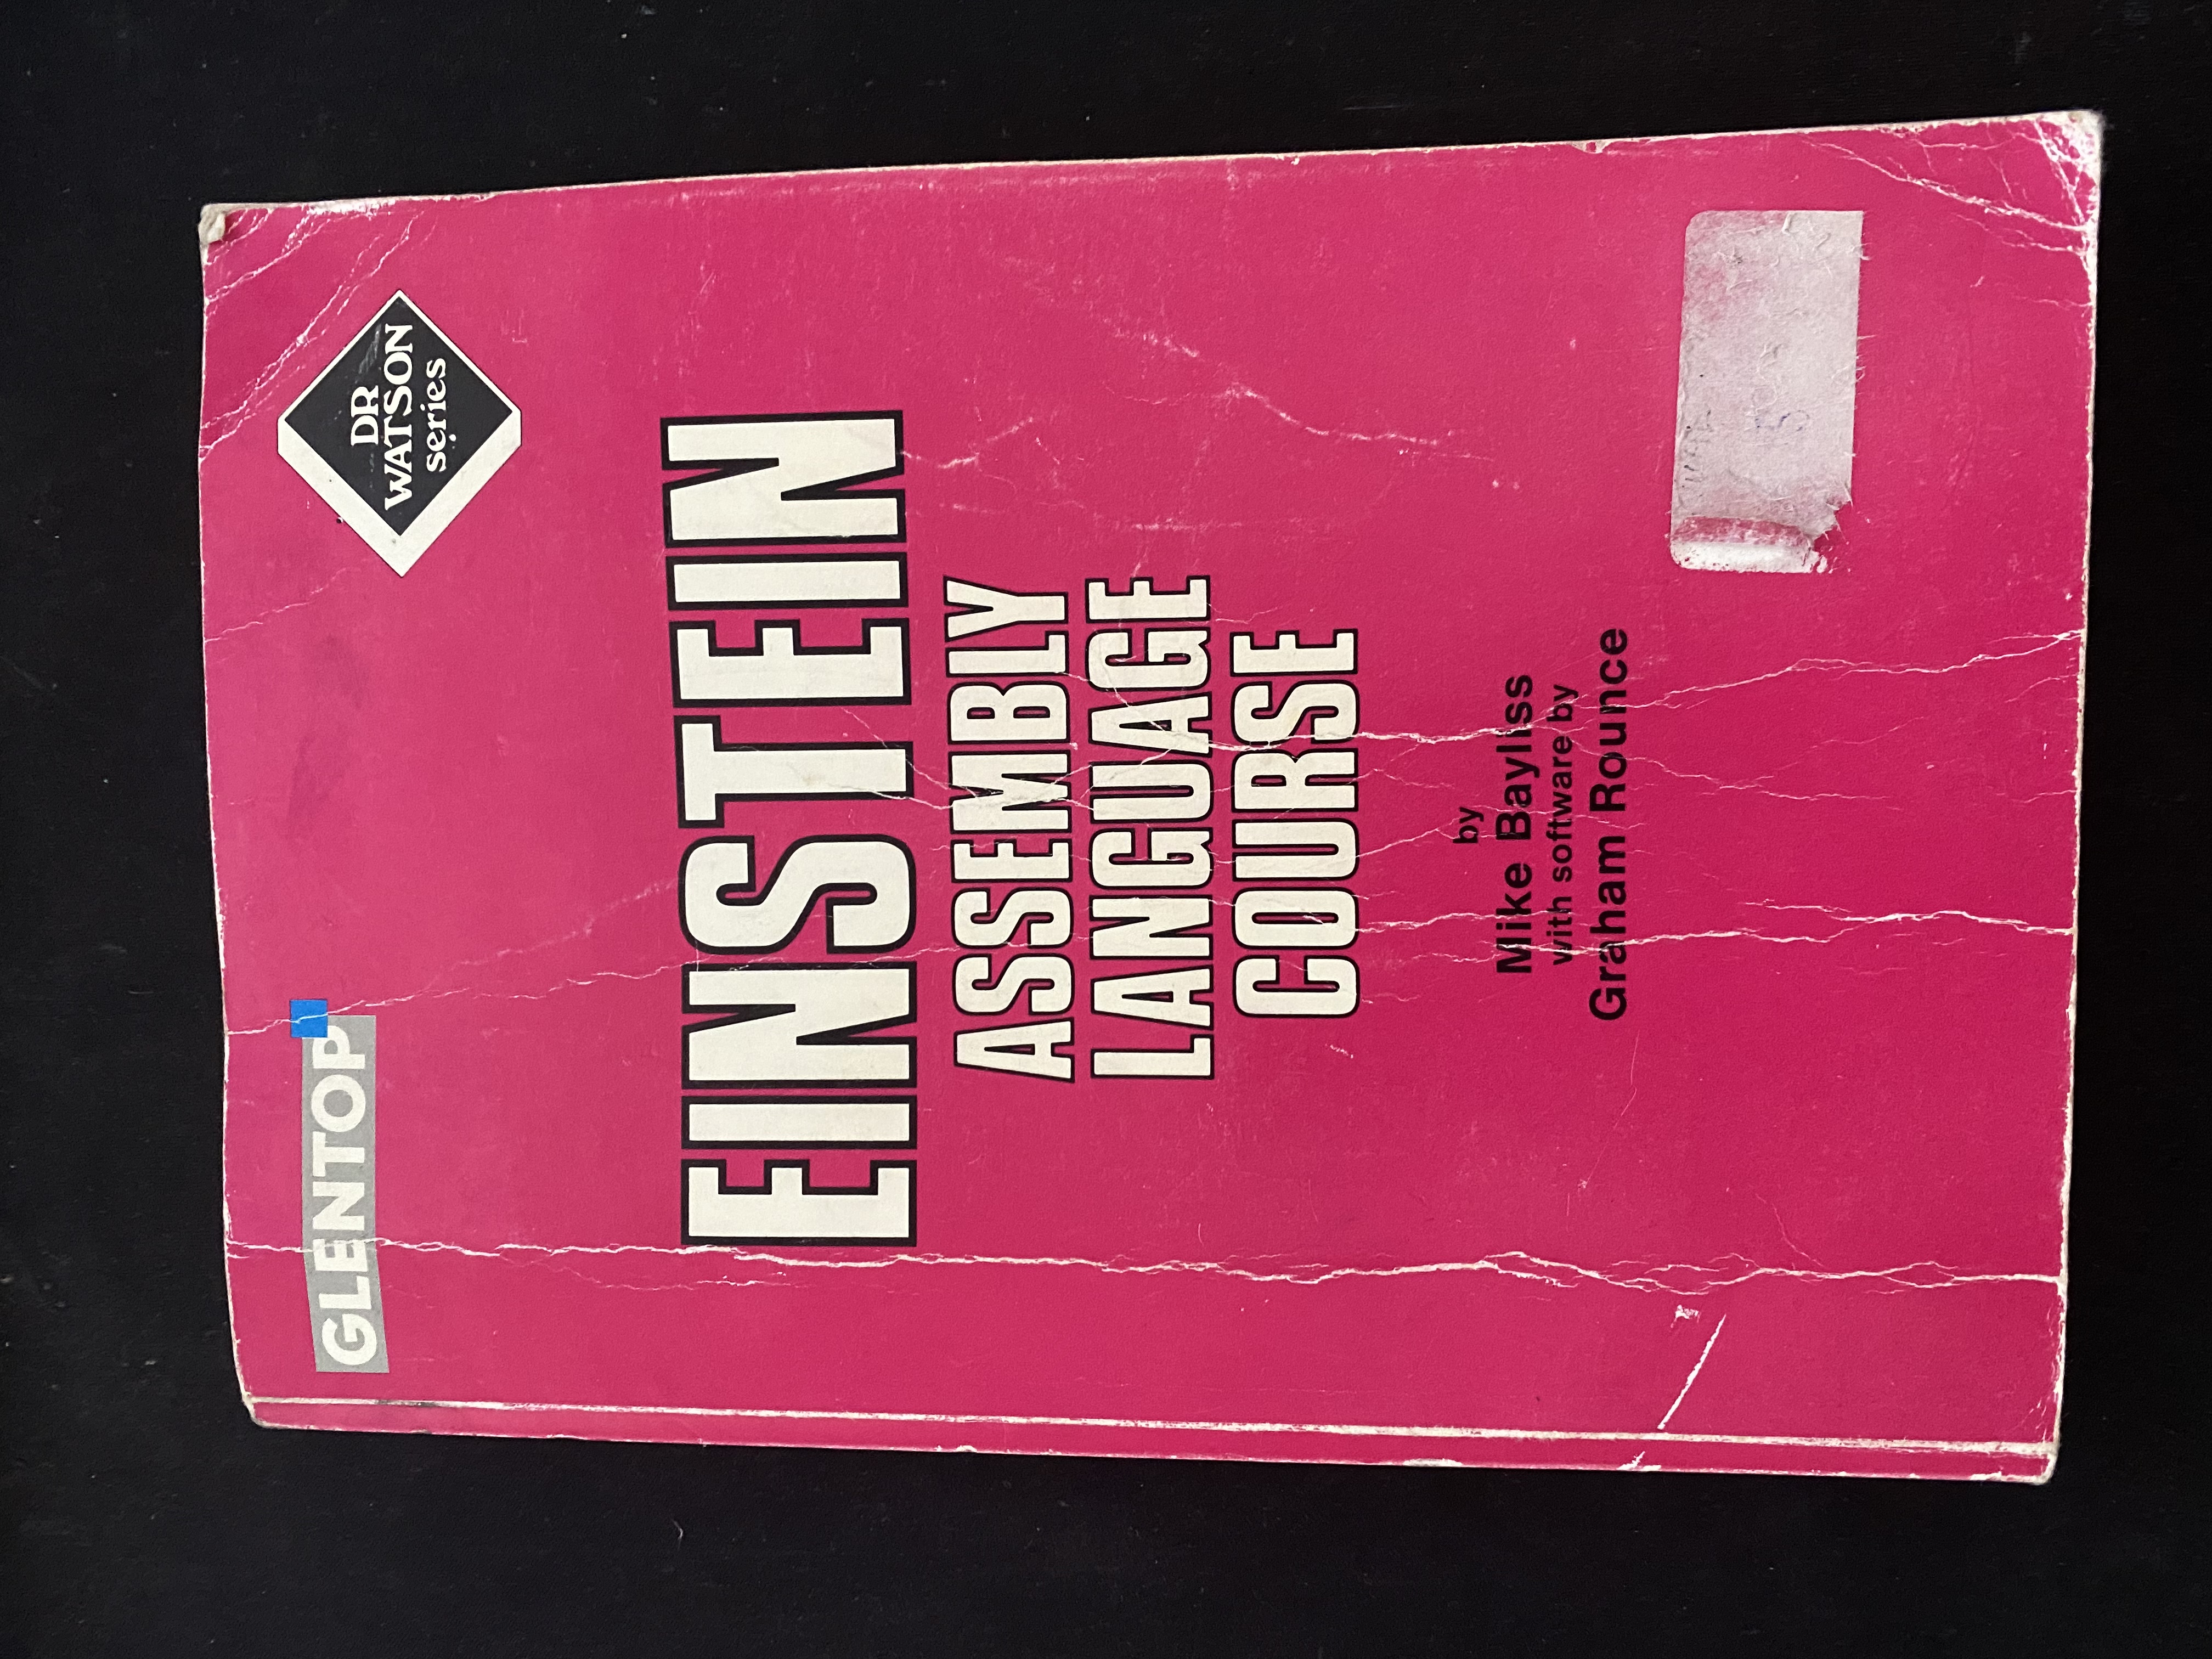 GLENTOP
DR
WATSON
series
EINSTEIN
ASSEMBLY
LANGUAGE
COURSE
by
Mike Bayliss
with software by
Graham Rounce